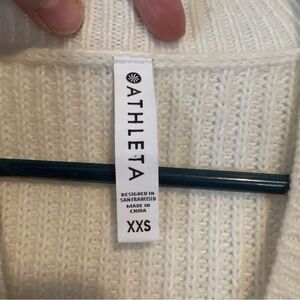 ATHLETA
DESIGNED IN
SAN FRANCISCO
MADE IN
CHINA
XXS